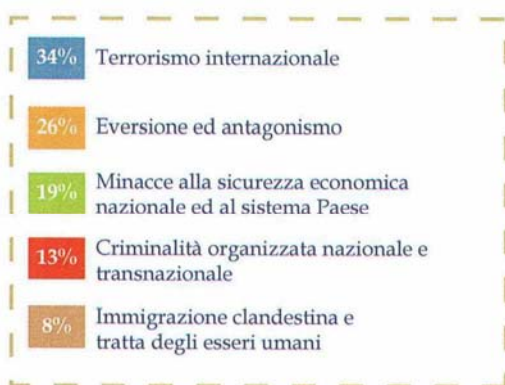 34% Terrorismo internazionale
26% Eversione ed antagonismo
19% Minacce alla sicurezza economica
nazionale ed al sistema Paese
13% Criminalità organizzata nazionale e
transnazionale
8% Immigrazione clandestina e
tratta degli esseri umani